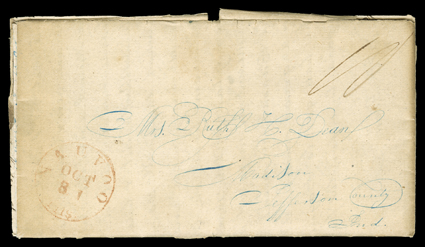 10
Mrs. Ruth H. Dean
Madison
Jefferson County
Ind.
OCT
8